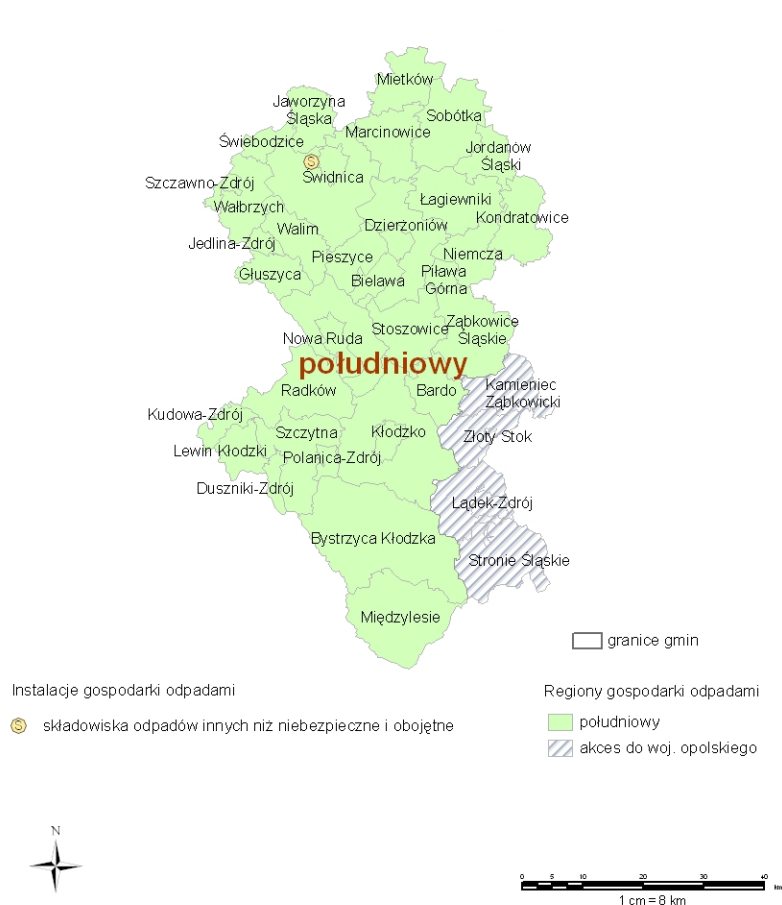 Mietków
Jaworzyna
Śląska
Sobótka
Marcinowice
Świebodzice
Jordanów
Śląski
S
Świdnica
Szczawno-Zdrój
Łagiewniki
Wałbrzych
Kondratowice
Dzierżoniów
Walim
Jedlina-Zdrój
Niemcza
Pieszyce
Głuszyca
Piława
Górna
Bielawa
Ząbkowice
Śląskie
Stoszowice
Nowa Ruda
południowy
Kamieniec
Ząbkowicki
Radków
Bardo
Kudowa-Zdrój
Szczytna
Kłodzko
Złoty Stok
Lewin Kłodzki
Polanica-Zdrój
Duszniki-Zdrój
Lądek-Zdrój
Bystrzyca Kłodzka
Stronie Śląskie
Międzylesie
granice gmin
Instalacje gospodarki odpadami
S składowiska odpadów innych niż niebezpieczne i obojętne
Regiony gospodarki odpadami
południowy
akces do woj. opolskiego
N
0 5 10 20 30 40
km
1 cm = 8 km